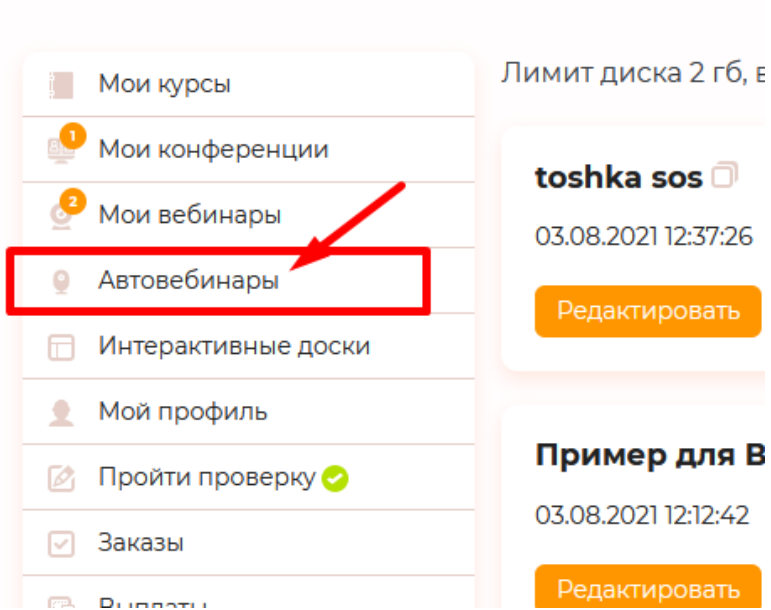 Мои курсы
1
Мои конференции
2
Мои вебинары
Автовебинары
Интерактивные доски
Мой профиль
Пройти проверку
Заказы
Выплаты
Лимит диска 2 гб,
toshka sos
03.08.2021 12:37:26
Редактировать
Пример для В
03.08.2021 12:12:42
Редактировать